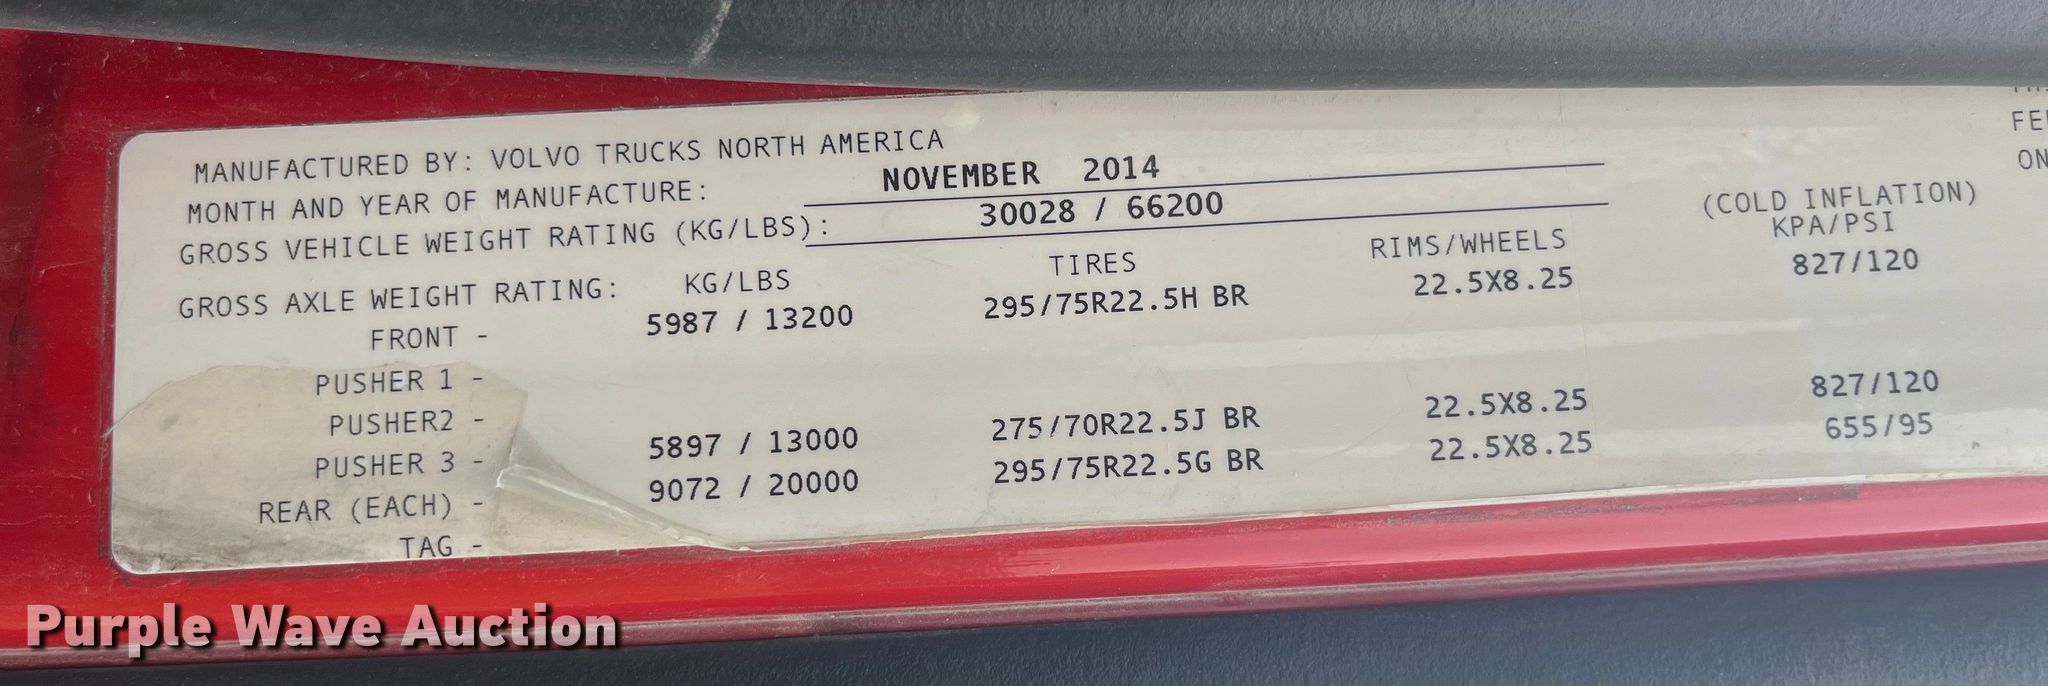 MANUFACTURED BY: VOLVO TRUCKS NORTH AMERICA
MONTH AND YEAR OF MANUFACTURE: NOVEMBER 2014
GROSS VEHICLE WEIGHT RATING (KG/LBS): 30028 / 66200
(COLD INFLATION)
GROSS AXLE WEIGHT RATING: KG/LBS TIRES RIMS/WHEELS KPA/PSI
FRONT - 5987 / 13200 295/75R22.5H BR 22.5X8.25 827/120
PUSHER 1 -
PUSHER2 -
PUSHER 3 - 5897 / 13000 275/70R22.5J BR 22.5X8.25 827/120
REAR (EACH) - 9072 / 20000 295/75R22.5G BR 22.5X8.25 655/95
TAG -
FE
ON
Purple Wave Auction